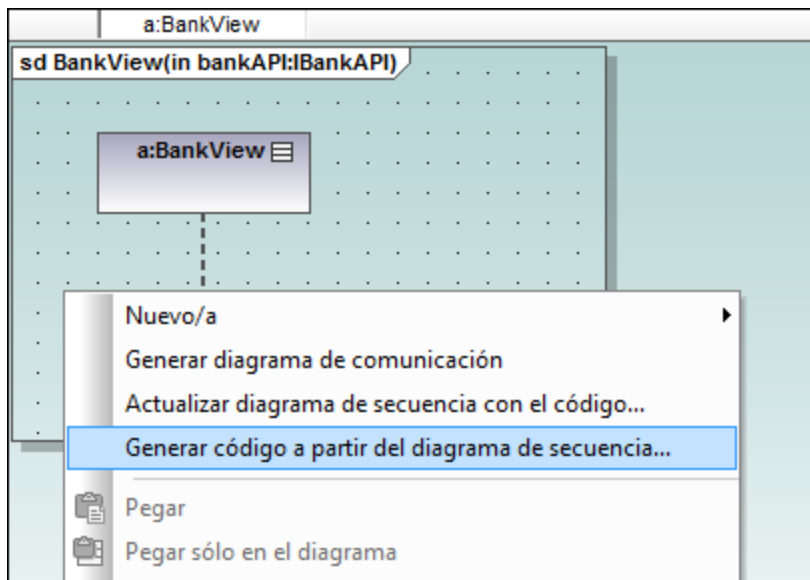 a:BankView
sd BankView(in bankAPI:IBankAPI)
a:BankView
Nuevo/a
Generar diagrama de comunicación
Actualizar diagrama de secuencia con el código...
Generar código a partir del diagrama de secuencia...
Pegar
Pegar sólo en el diagrama